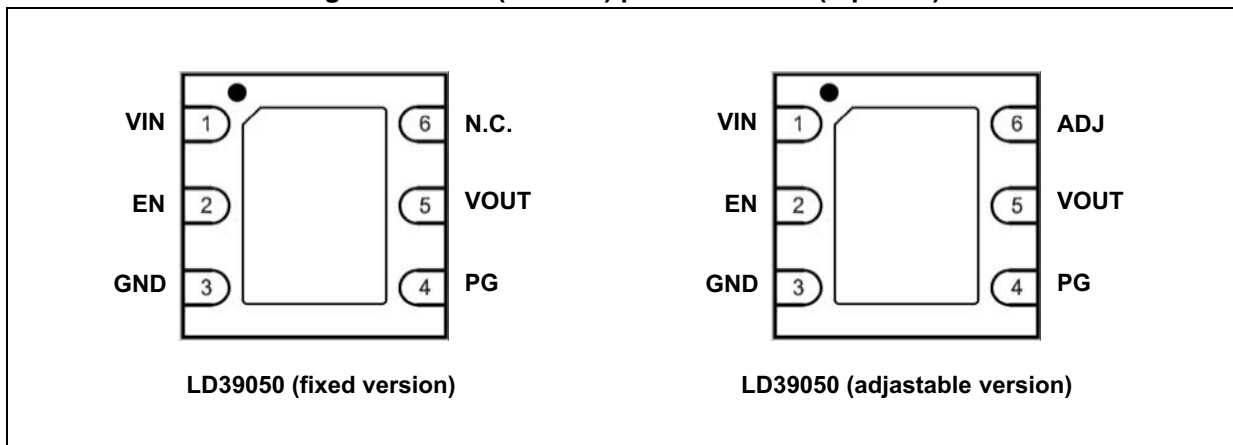 VIN 1 6 N.C.
EN 2 5 VOUT
GND 3 4 PG
LD39050 (fixed version)
VIN 1 6 ADJ
EN 2 5 VOUT
GND 3 4 PG
LD39050 (adjastable version)